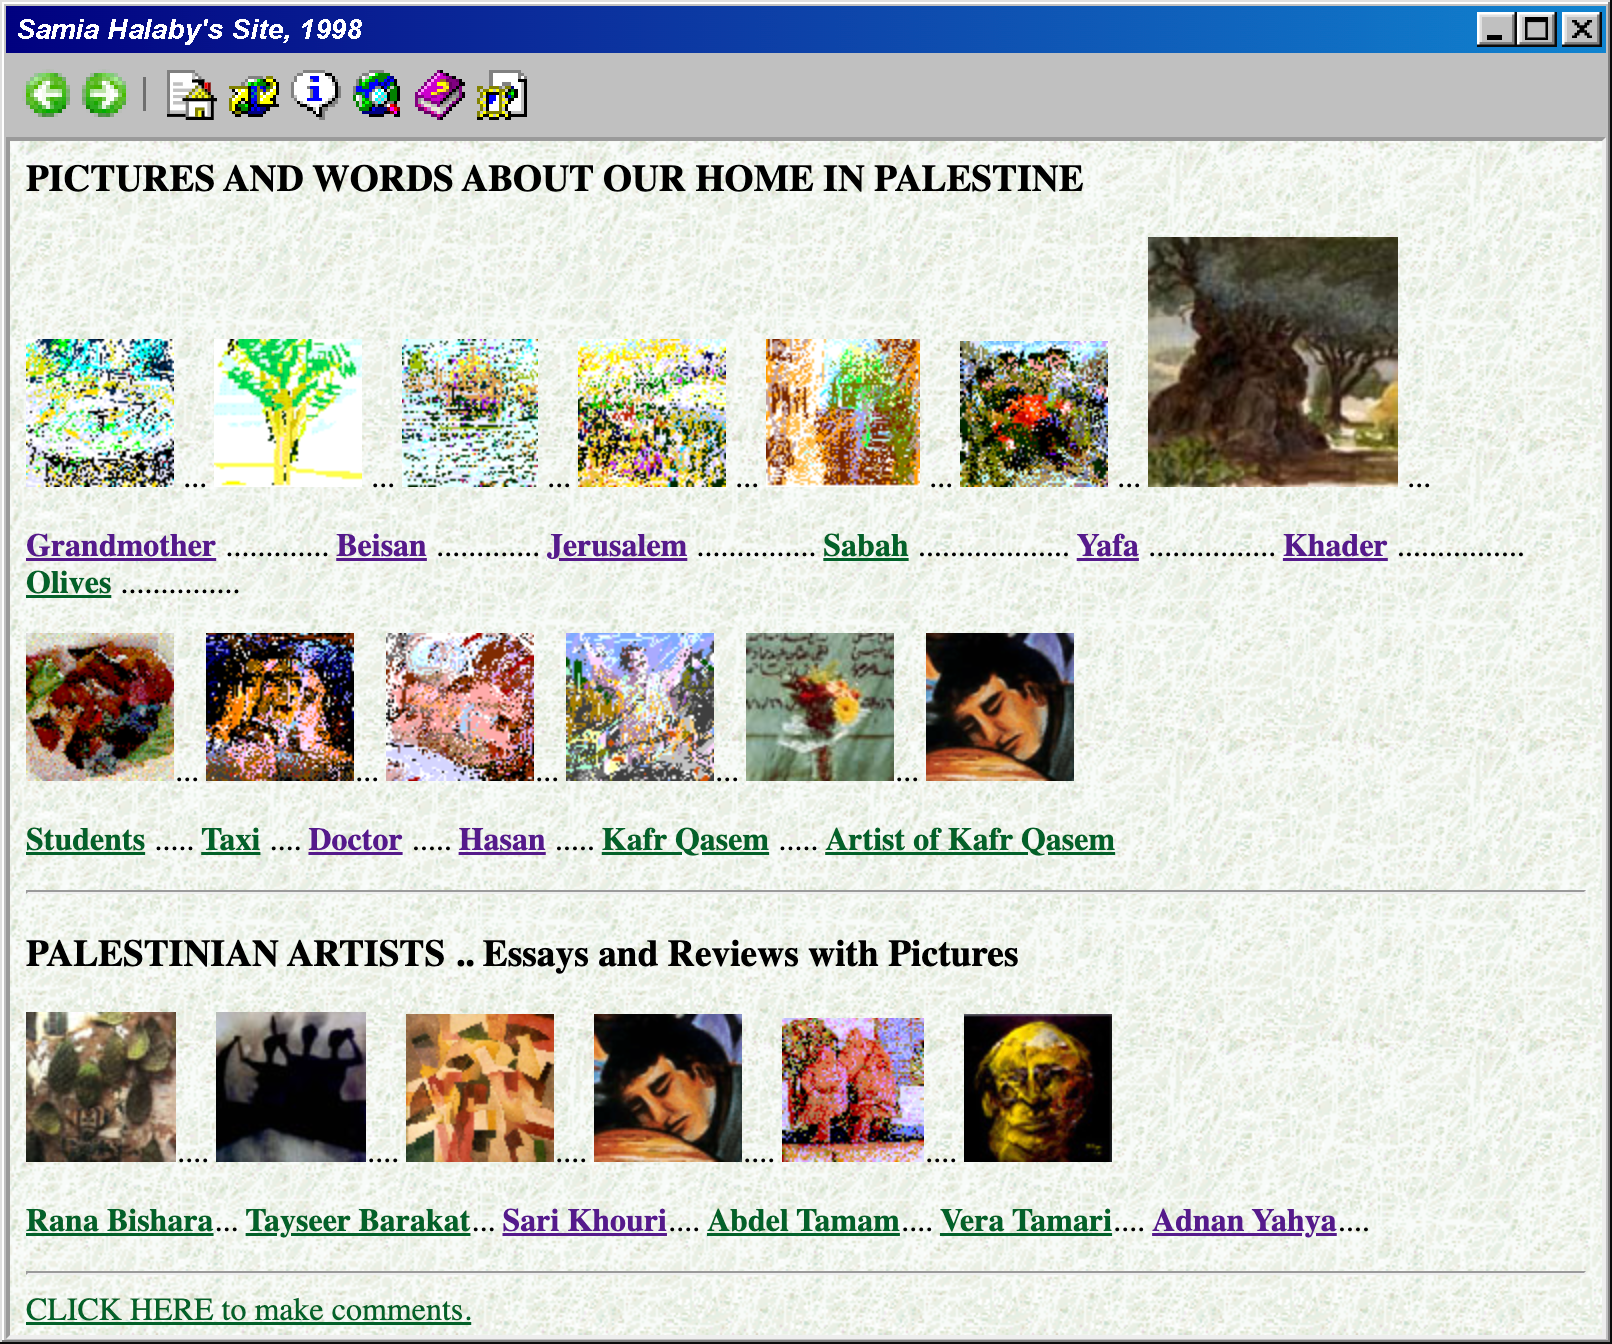 Samia Halaby's Site, 1998
PICTURES AND WORDS ABOUT OUR HOME IN PALESTINE
... ... ... ... ... ... ...
Grandmother ............. Beisan ............. Jerusalem ............... Sabah ................... Yafa ................ Khader ................
Olives ...............
... ... ... ... ...
Students ..... Taxi .... Doctor ..... Hasan ..... Kafr Qasem ..... Artist of Kafr Qasem
PALESTINIAN ARTISTS .. Essays and Reviews with Pictures
.... .... .... .... ....
Rana Bishara... Tayseer Barakat... Sari Khouri.... Abdel Tamam.... Vera Tamari.... Adnan Yahya....
CLICK HERE to make comments.